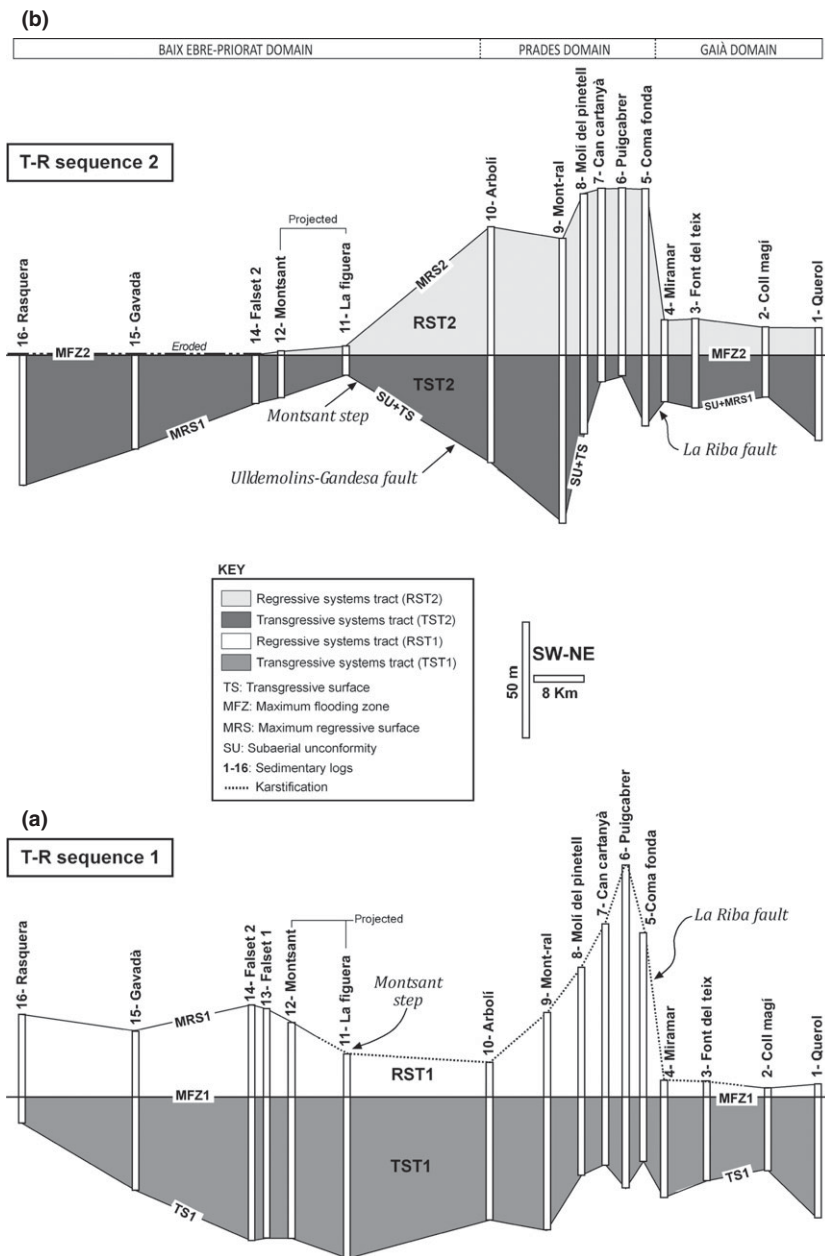 (b)
BAIX EBRE-PRIORAT DOMAIN
PRADES DOMAIN
GAIÀ DOMAIN
T-R sequence 2
16- Rasquera
15- Gavadà
14- Falset 2
12- Montsant
Projected
11- La figuera
10- Arbolí
9- Mont-ral
8- Molí del pinetell
7- Can cartanyà
6- Puigcabrer
5- Coma fonda
4- Miramar
3- Font del teix
2- Coll magi
1- Querol
MRS2
RST2
MFZ2
Eroded
MFZ2
TST2
MRS1
SU+TS
SU+TS
SU+MRS1
Montsant step
Ulldemolins-Gandesa fault
La Riba fault
KEY
Regressive systems tract (RST2)
Transgressive systems tract (TST2)
Regressive systems tract (RST1)
Transgressive systems tract (TST1)
TS: Transgressive surface
MFZ: Maximum flooding zone
MRS: Maximum regressive surface
SU: Subaerial unconformity
1-16: Sedimentary logs
Karstification
50 m
SW-NE
8 Km
(a)
T-R sequence 1
16- Rasquera
15- Gavadà
14- Falset 2
13- Falset 1
12- Montsant
Projected
11- La figuera
10- Arbolí
9- Mont-ral
8- Molí del pinetell
7- Can cartanyà
6- Puigcabrer
5-Coma fonda
4- Miramar
3- Font del teix
2- Coll magi
1- Querol
La Riba fault
Montsant
step
MRS1
RST1
MFZ1
MFZ1
TST1
TS1
TS1